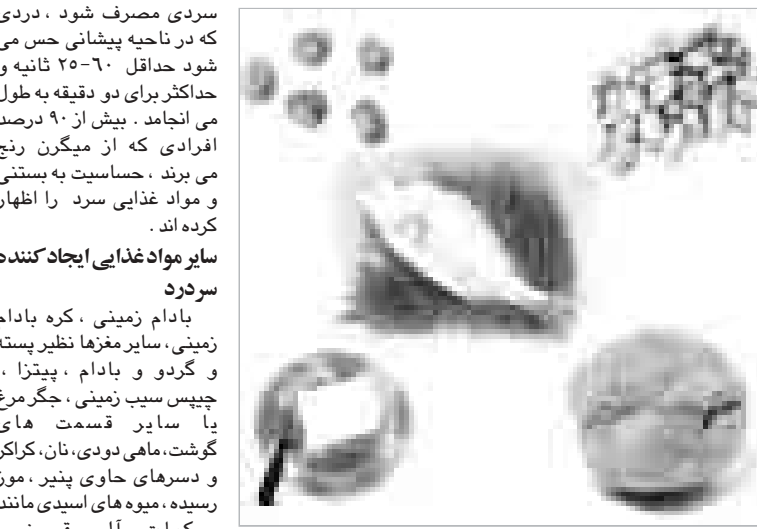 سردی مصرف شود ، دردی
که در ناحیه پیشانی حس می
شود حداقل ۶۰-۲۵ ثانیه و
حداکثر برای دو دقیقه به طول
می انجامد . بیش از ۹۰ درصد
افرادی که از میگرن رنج
می برند ، حساسیت به بستنی
و مواد غذایی سرد را اظهار
کرده اند .
سایر مواد غذایی ایجاد کننده
سردرد
بادام زمینی ، کره بادام
زمینی ، سایر مغزها نظیر پسته
و گردو و بادام ، پیتزا ،
چیپس سیب زمینی ، جگر مرغ
یا سایر قسمت های
گوشت، ماهی دودی، نان، کراکر
و دسرهای حاوی پنیر ، موز
رسیده ، میوه های اسیدی مانند